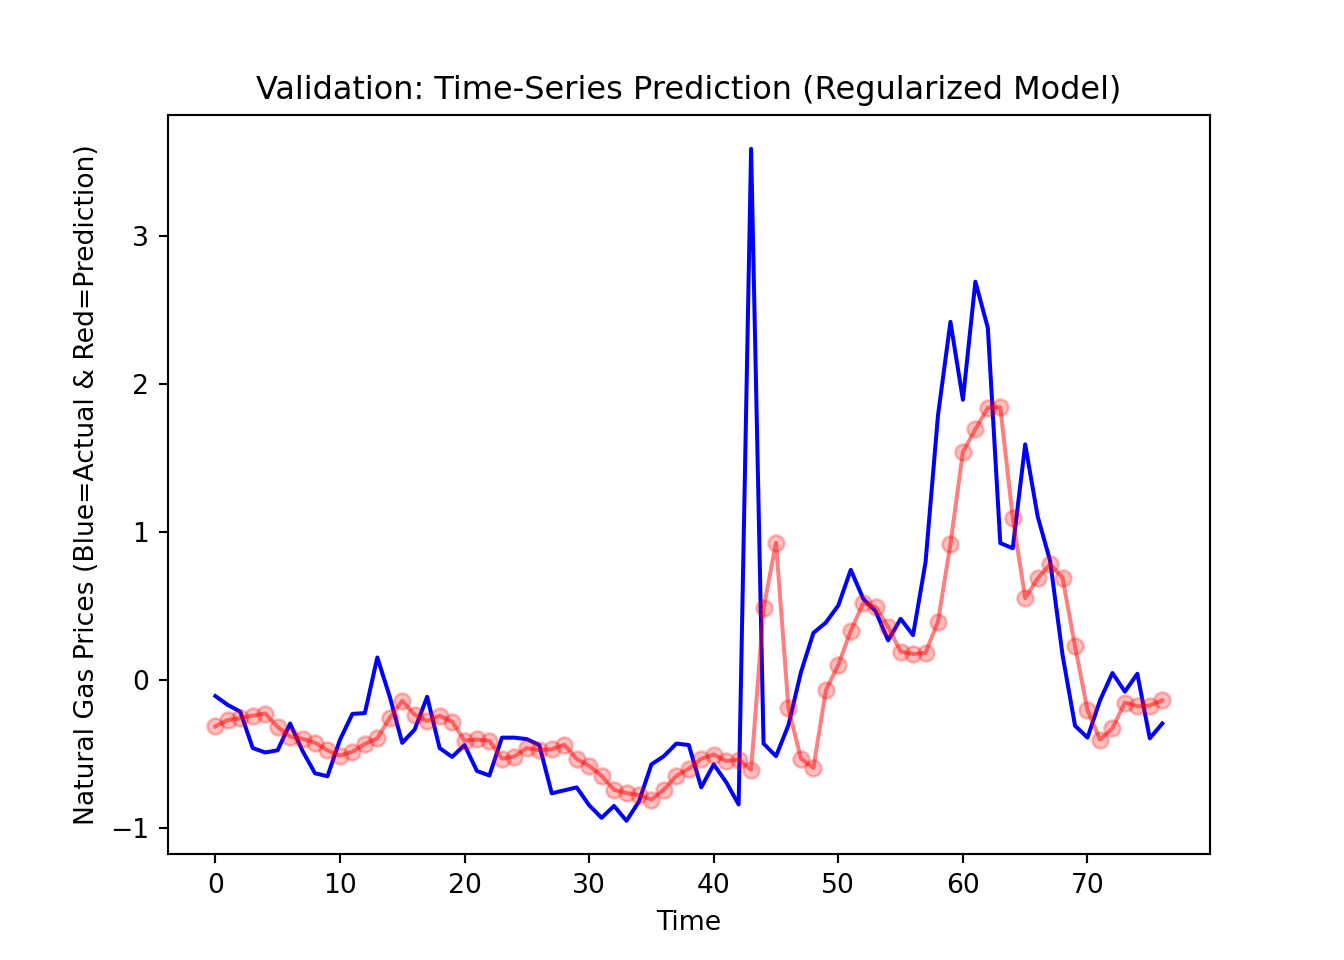 Validation: Time-Series Prediction (Regularized Model)
Natural Gas Prices (Blue=Actual & Red=Prediction)
3
2
1
0
−1
0 10 20 30 40 50 60 70
Time